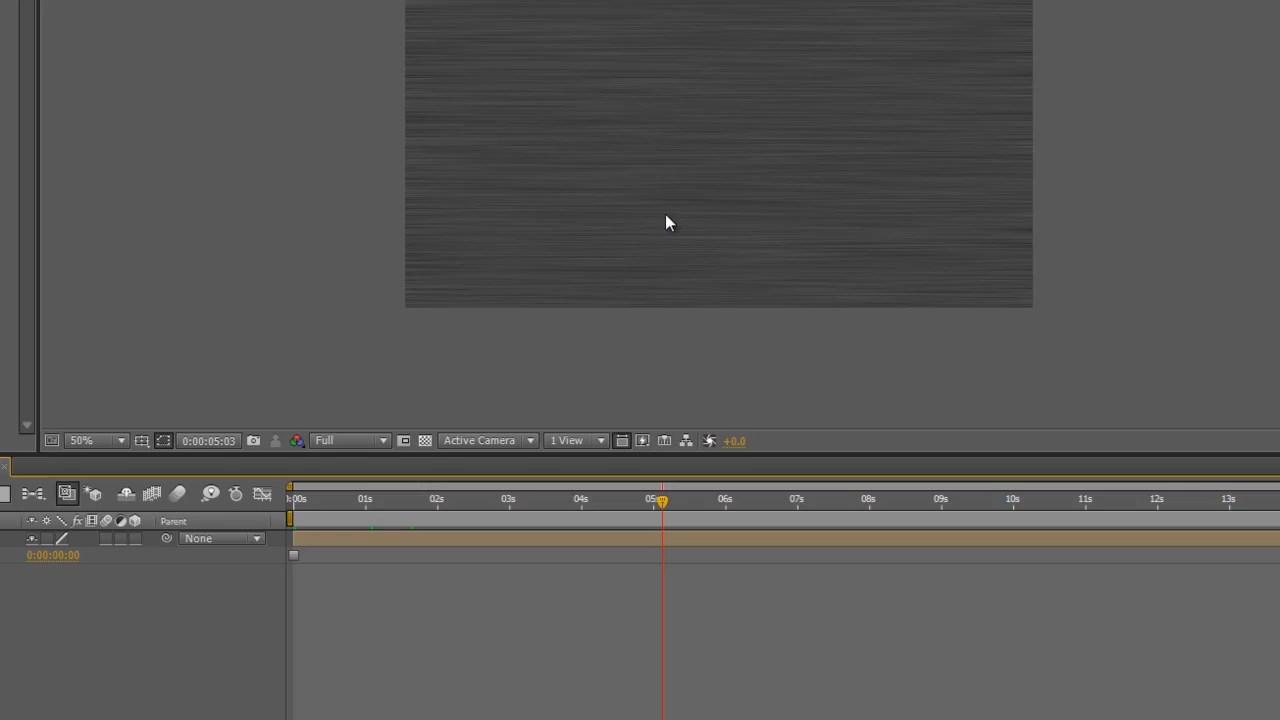 50% 0:00:05:03 Full Active Camera 1 View +0.0
:00s 01s 02s 03s 04s 05s 06s 07s 08s 09s 10s 11s 12s 13s
fx Parent
None
0:00:00:00